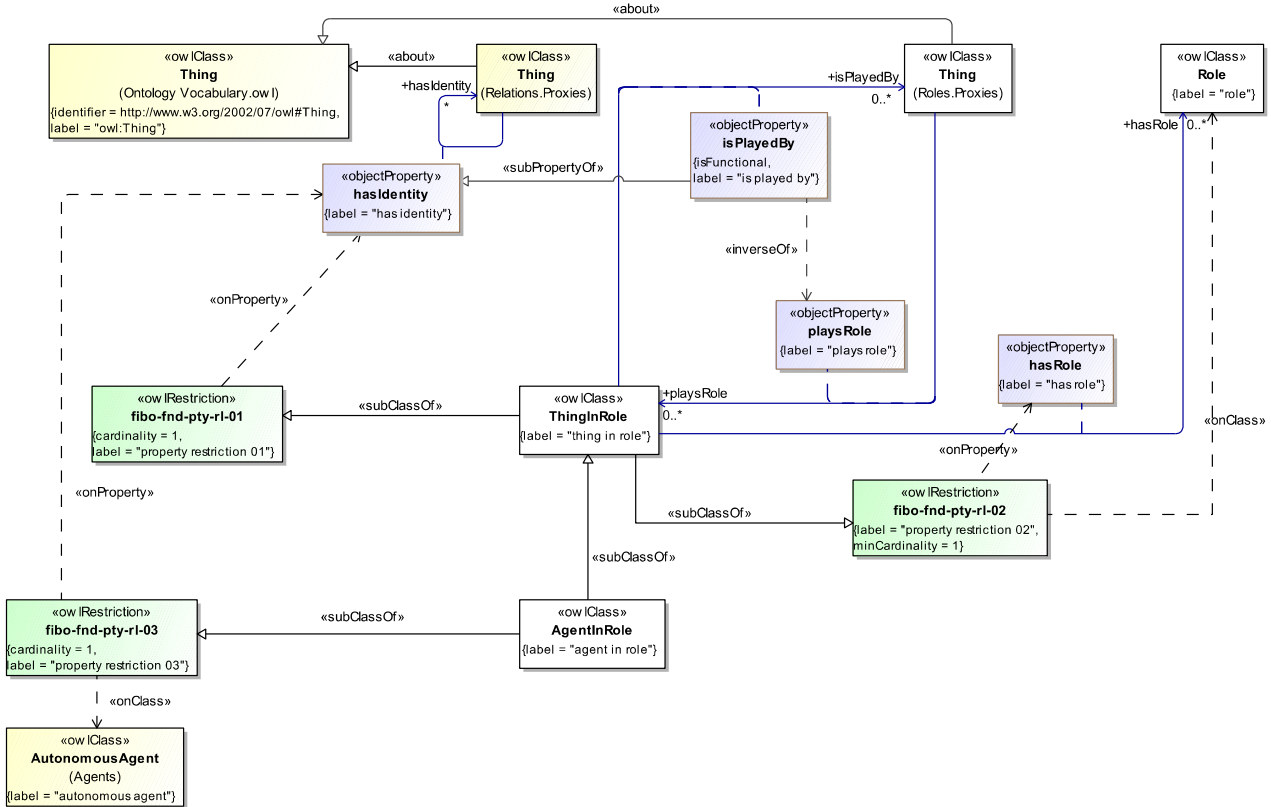 «about»
«owlClass»
Thing
(Ontology Vocabulary.owl)
{identifier = http://www.w3.org/2002/07/owl#Thing,
label = "owl:Thing"}
«about»
«owlClass»
Thing
(Relations.Proxies)
+hasIdentity
*
«owlClass»
Thing
(Roles.Proxies)
+isPlayedBy
0..*
«owlClass»
Role
{label = "role"}
+hasRole
0..*
«objectProperty»
isPlayedBy
{isFunctional,
label = "is played by"}
«subPropertyOf»
«objectProperty»
hasIdentity
{label = "has identity"}
«inverseOf»
«onProperty»
«objectProperty»
playsRole
{label = "plays role"}
«objectProperty»
hasRole
{label = "has role"}
«owlRestriction»
fibo-fnd-pty-rl-01
{cardinality = 1,
label = "property restriction 01"}
«subClassOf»
«owlClass»
ThingInRole
{label = "thing in role"}
+playsRole
0..*
«onClass»
«onProperty»
«onProperty»
«owlRestriction»
fibo-fnd-pty-rl-02
{label = "property restriction 02",
minCardinality = 1}
«subClassOf»
«subClassOf»
«owlRestriction»
fibo-fnd-pty-rl-03
{cardinality = 1,
label = "property restriction 03"}
«subClassOf»
«owlClass»
AgentInRole
{label = "agent in role"}
«onClass»
«owlClass»
AutonomousAgent
(Agents)
{label = "autonomous agent"}